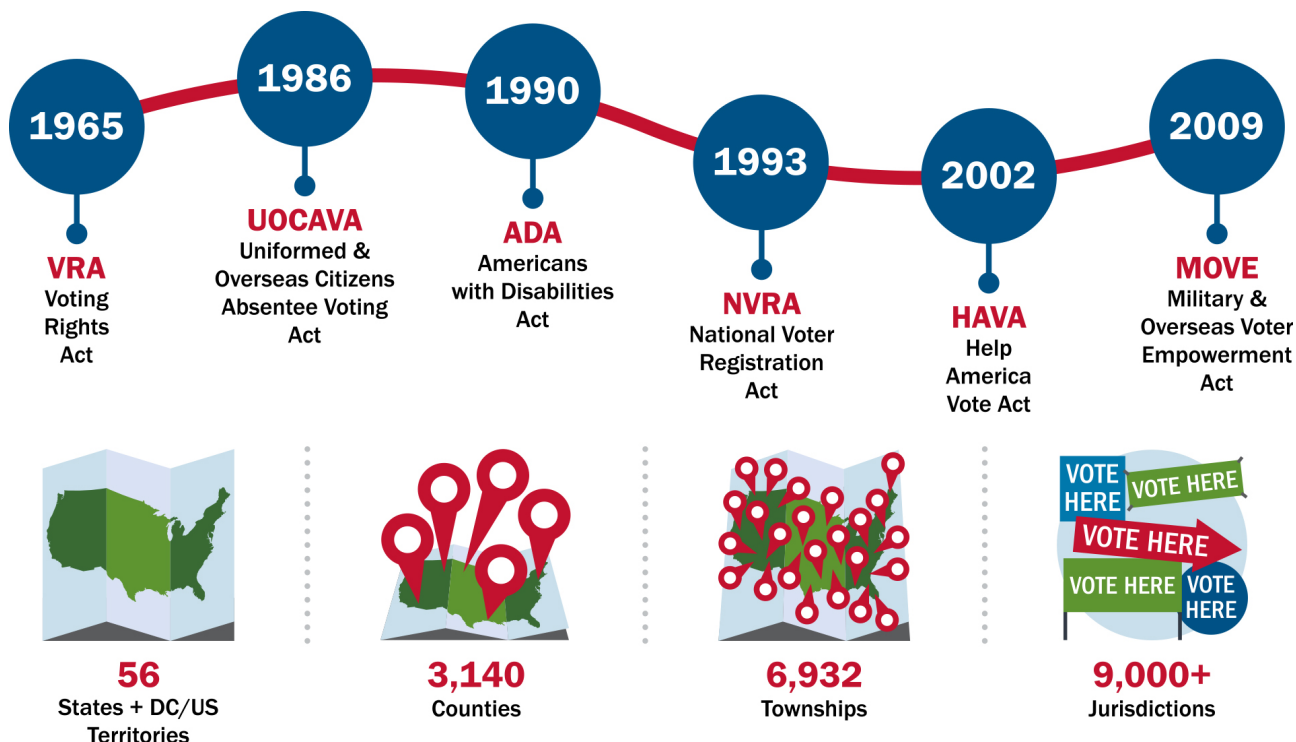 1965
VRA
Voting
Rights
Act
1986
UOCAVA
Uniformed &
Overseas Citizens
Absentee Voting
Act
1990
ADA
Americans
with Disabilities
Act
1993
NVRA
National Voter
Registration
Act
2002
HAVA
Help
America
Vote Act
2009
MOVE
Military &
Overseas Voter
Empowerment
Act
56
States + DC/US
Territories
3,140
Counties
6,932
Townships
VOTE
HERE
VOTE HERE
VOTE HERE
VOTE HERE
VOTE
HERE
9,000+
Jurisdictions